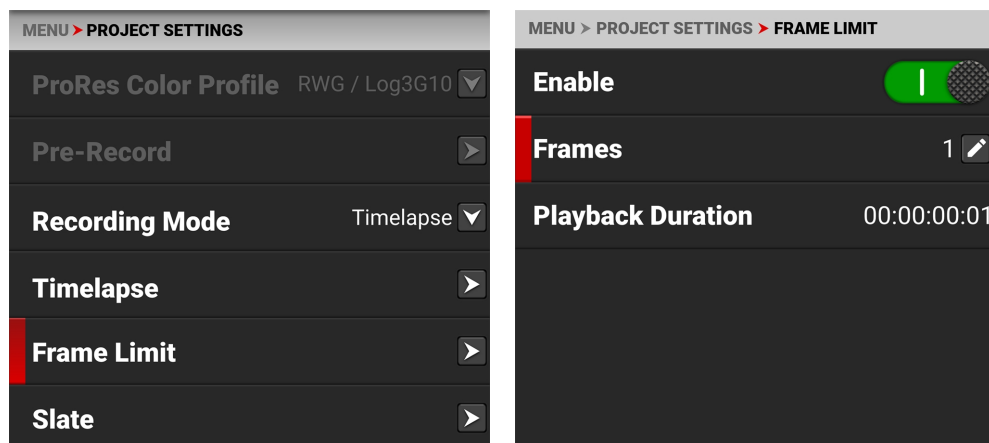 MENU ➤ PROJECT SETTINGS
ProRes Color Profile RWG / Log3G10
Pre-Record
Recording Mode Timelapse
Timelapse
Frame Limit
Slate
MENU ➤ PROJECT SETTINGS ➤ FRAME LIMIT
Enable
Frames 1
Playback Duration 00:00:00:01